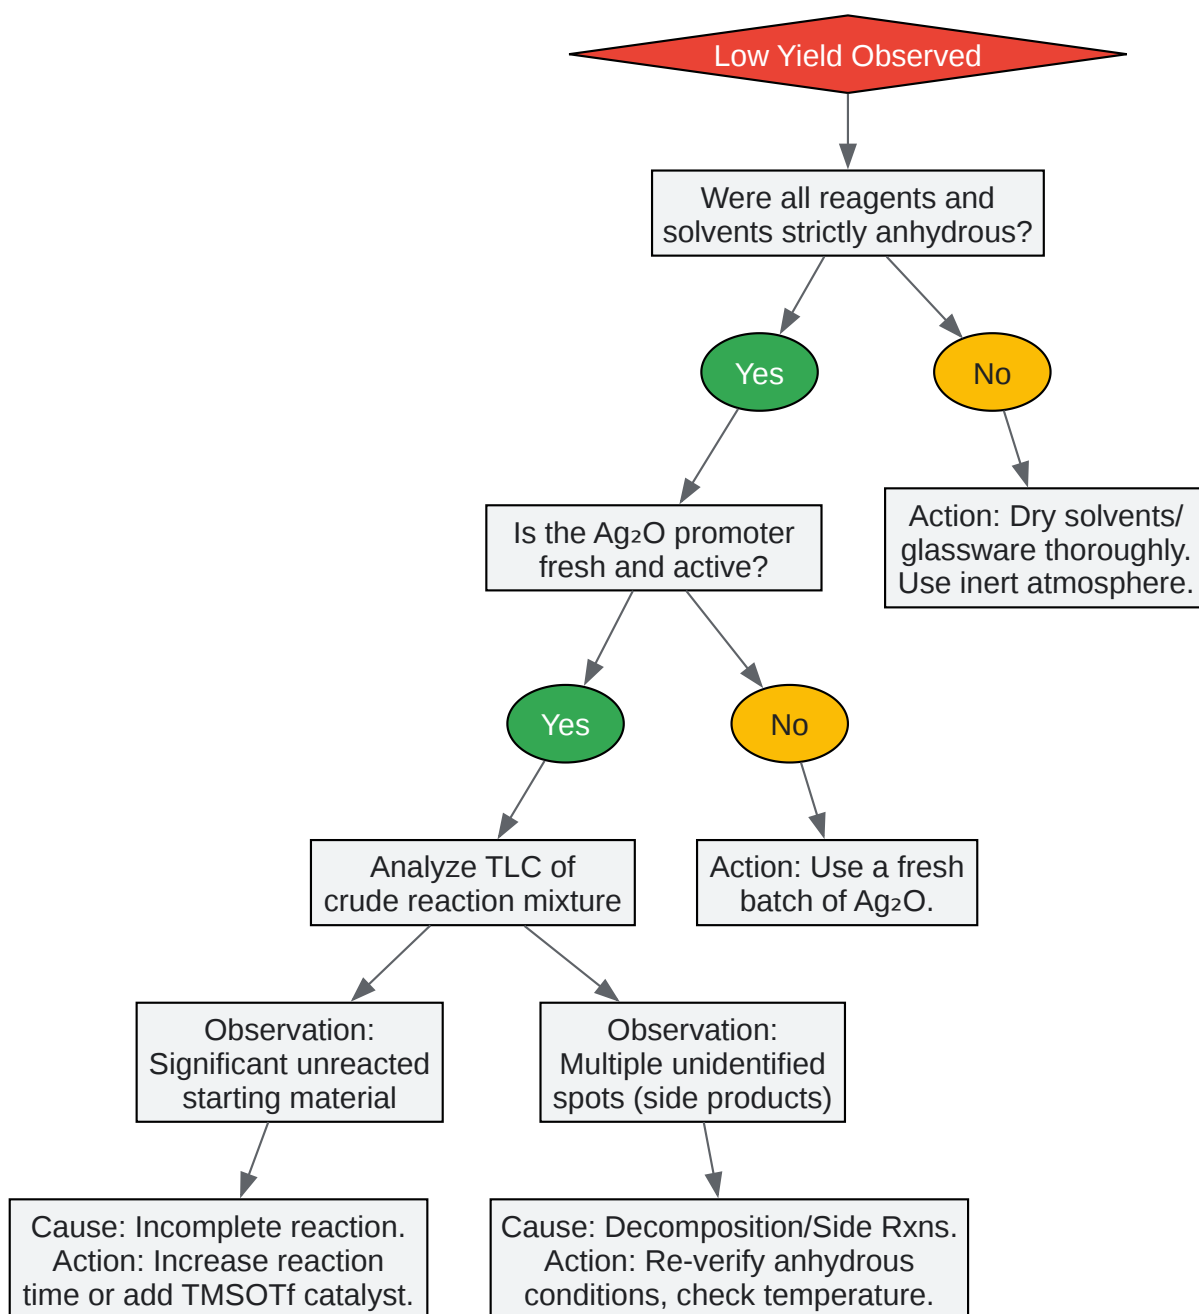 Low Yield Observed
Were all reagents and
solvents strictly anhydrous?
Yes
No
Is the Ag₂O promoter
fresh and active?
Action: Dry solvents/
glassware thoroughly.
Use inert atmosphere.
Yes
No
Analyze TLC of
crude reaction mixture
Action: Use a fresh
batch of Ag₂O.
Observation:
Significant unreacted
starting material
Observation:
Multiple unidentified
spots (side products)
Cause: Incomplete reaction.
Action: Increase reaction
time or add TMSOTf catalyst.
Cause: Decomposition/Side Rxns.
Action: Re-verify anhydrous
conditions, check temperature.